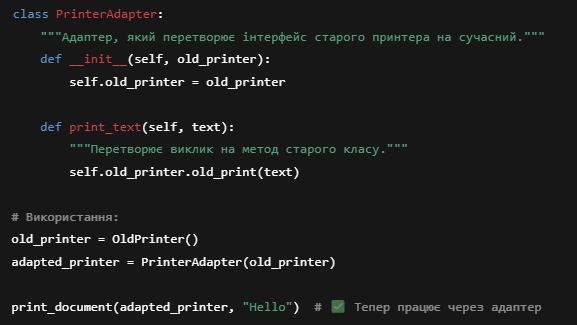 class PrinterAdapter:
    """Адаптер, який перетворює інтерфейс старого принтера на сучасний."""
    def __init__(self, old_printer):
        self.old_printer = old_printer

    def print_text(self, text):
        """Перетворює виклик на метод старого класу."""
        self.old_printer.old_print(text)

# Використання:
old_printer = OldPrinter()
adapted_printer = PrinterAdapter(old_printer)

print_document(adapted_printer, "Hello")  # ✅ Тепер працює через адаптер